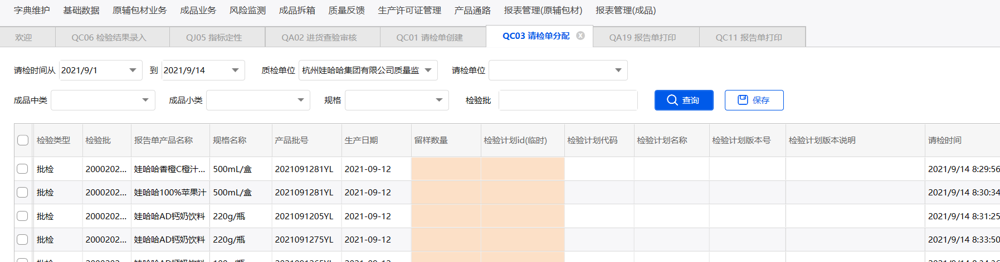 字典维护 基础数据 原辅包材业务 成品业务 风险监测 成品拆箱 质量反馈 生产许可证管理 产品通路 报表管理(原辅包材) 报表管理(成品)
欢迎 QC06 检验结果录入 QJ05 指标定性 QA02 进货查验审核 QC01 请检单创建 QC03 请检单分配 QA19 报告单打印 QC11 报告单打印
请检时间从 2021/9/1 到 2021/9/14 质检单位 杭州娃哈哈集团有限公司质量监 请检单位
成品中类 成品小类 规格 检验批 查询 保存
检验类型 检验批 报告单产品名称 规格名称 产品批号 生产日期 留样数量 检验计划id(临时) 检验计划代码 检验计划名称 检验计划版本号 检验计划版本说明 请检时间
批检 2000202... 娃哈哈香橙C橙汁... 500mL/盒 2021091281YL 2021-09-12 2021/9/14 8:29:56
批检 2000202... 娃哈哈100%苹果汁 500mL/盒 2021091281YL 2021-09-12 2021/9/14 8:30:34
批检 2000202... 娃哈哈AD钙奶饮料 220g/瓶 2021091205YL 2021-09-12 2021/9/14 8:31:25
批检 2000202... 娃哈哈AD钙奶饮料 220g/瓶 2021091275YL 2021-09-12 2021/9/14 8:33:50